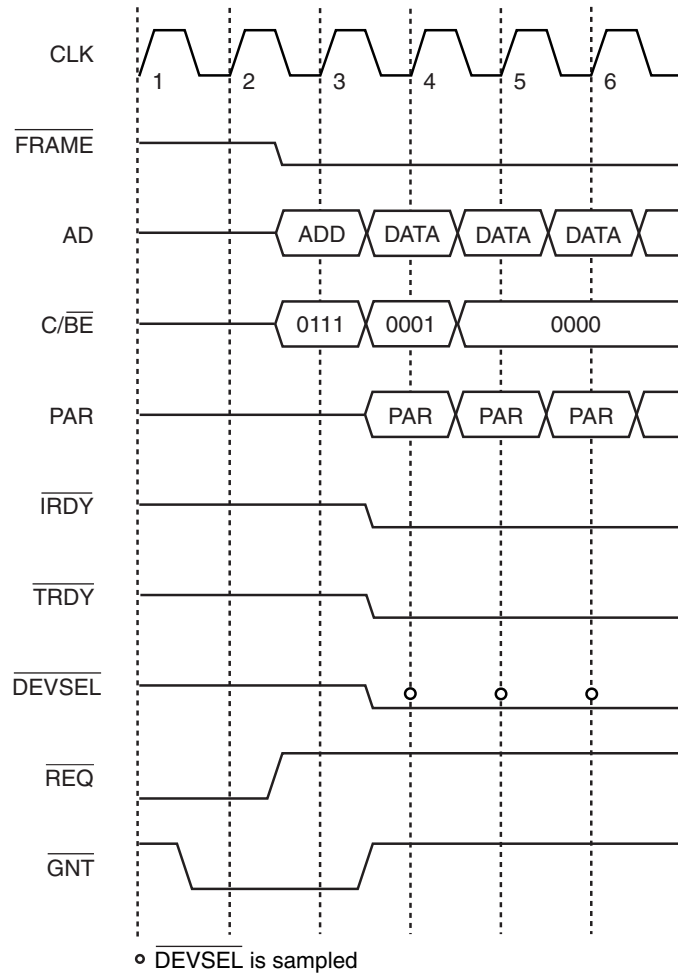 CLK
1 2 3 4 5 6
FRAME
AD ADD DATA DATA DATA
C/BE 0111 0001 0000
PAR PAR PAR PAR
IRDY
TRDY
DEVSEL
REQ
GNT
DEVSEL is sampled